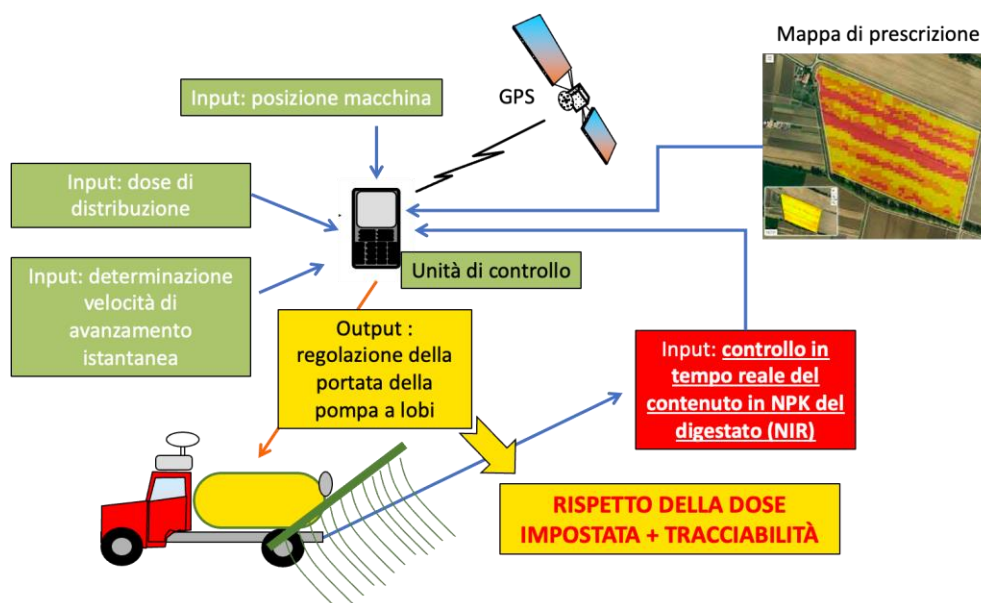 Mappa di prescrizione
GPS
Input: posizione macchina
Input: dose di
distribuzione
Input: determinazione
velocità di
avanzamento
istantanea
Unità di controllo
Output :
regolazione della
portata della
pompa a lobi
Input: controllo in
tempo reale del
contenuto in NPK del
digestato (NIR)
RISPETTO DELLA DOSE
IMPOSTATA + TRACCIABILITÀ